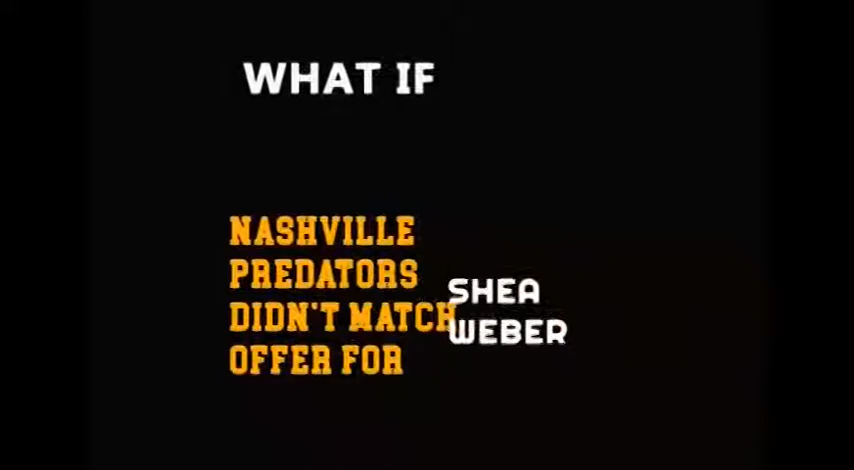 WHAT IF
NASHVILLE
PREDATORS
DIDN'T MATCH
OFFER FOR
SHEA
WEBER